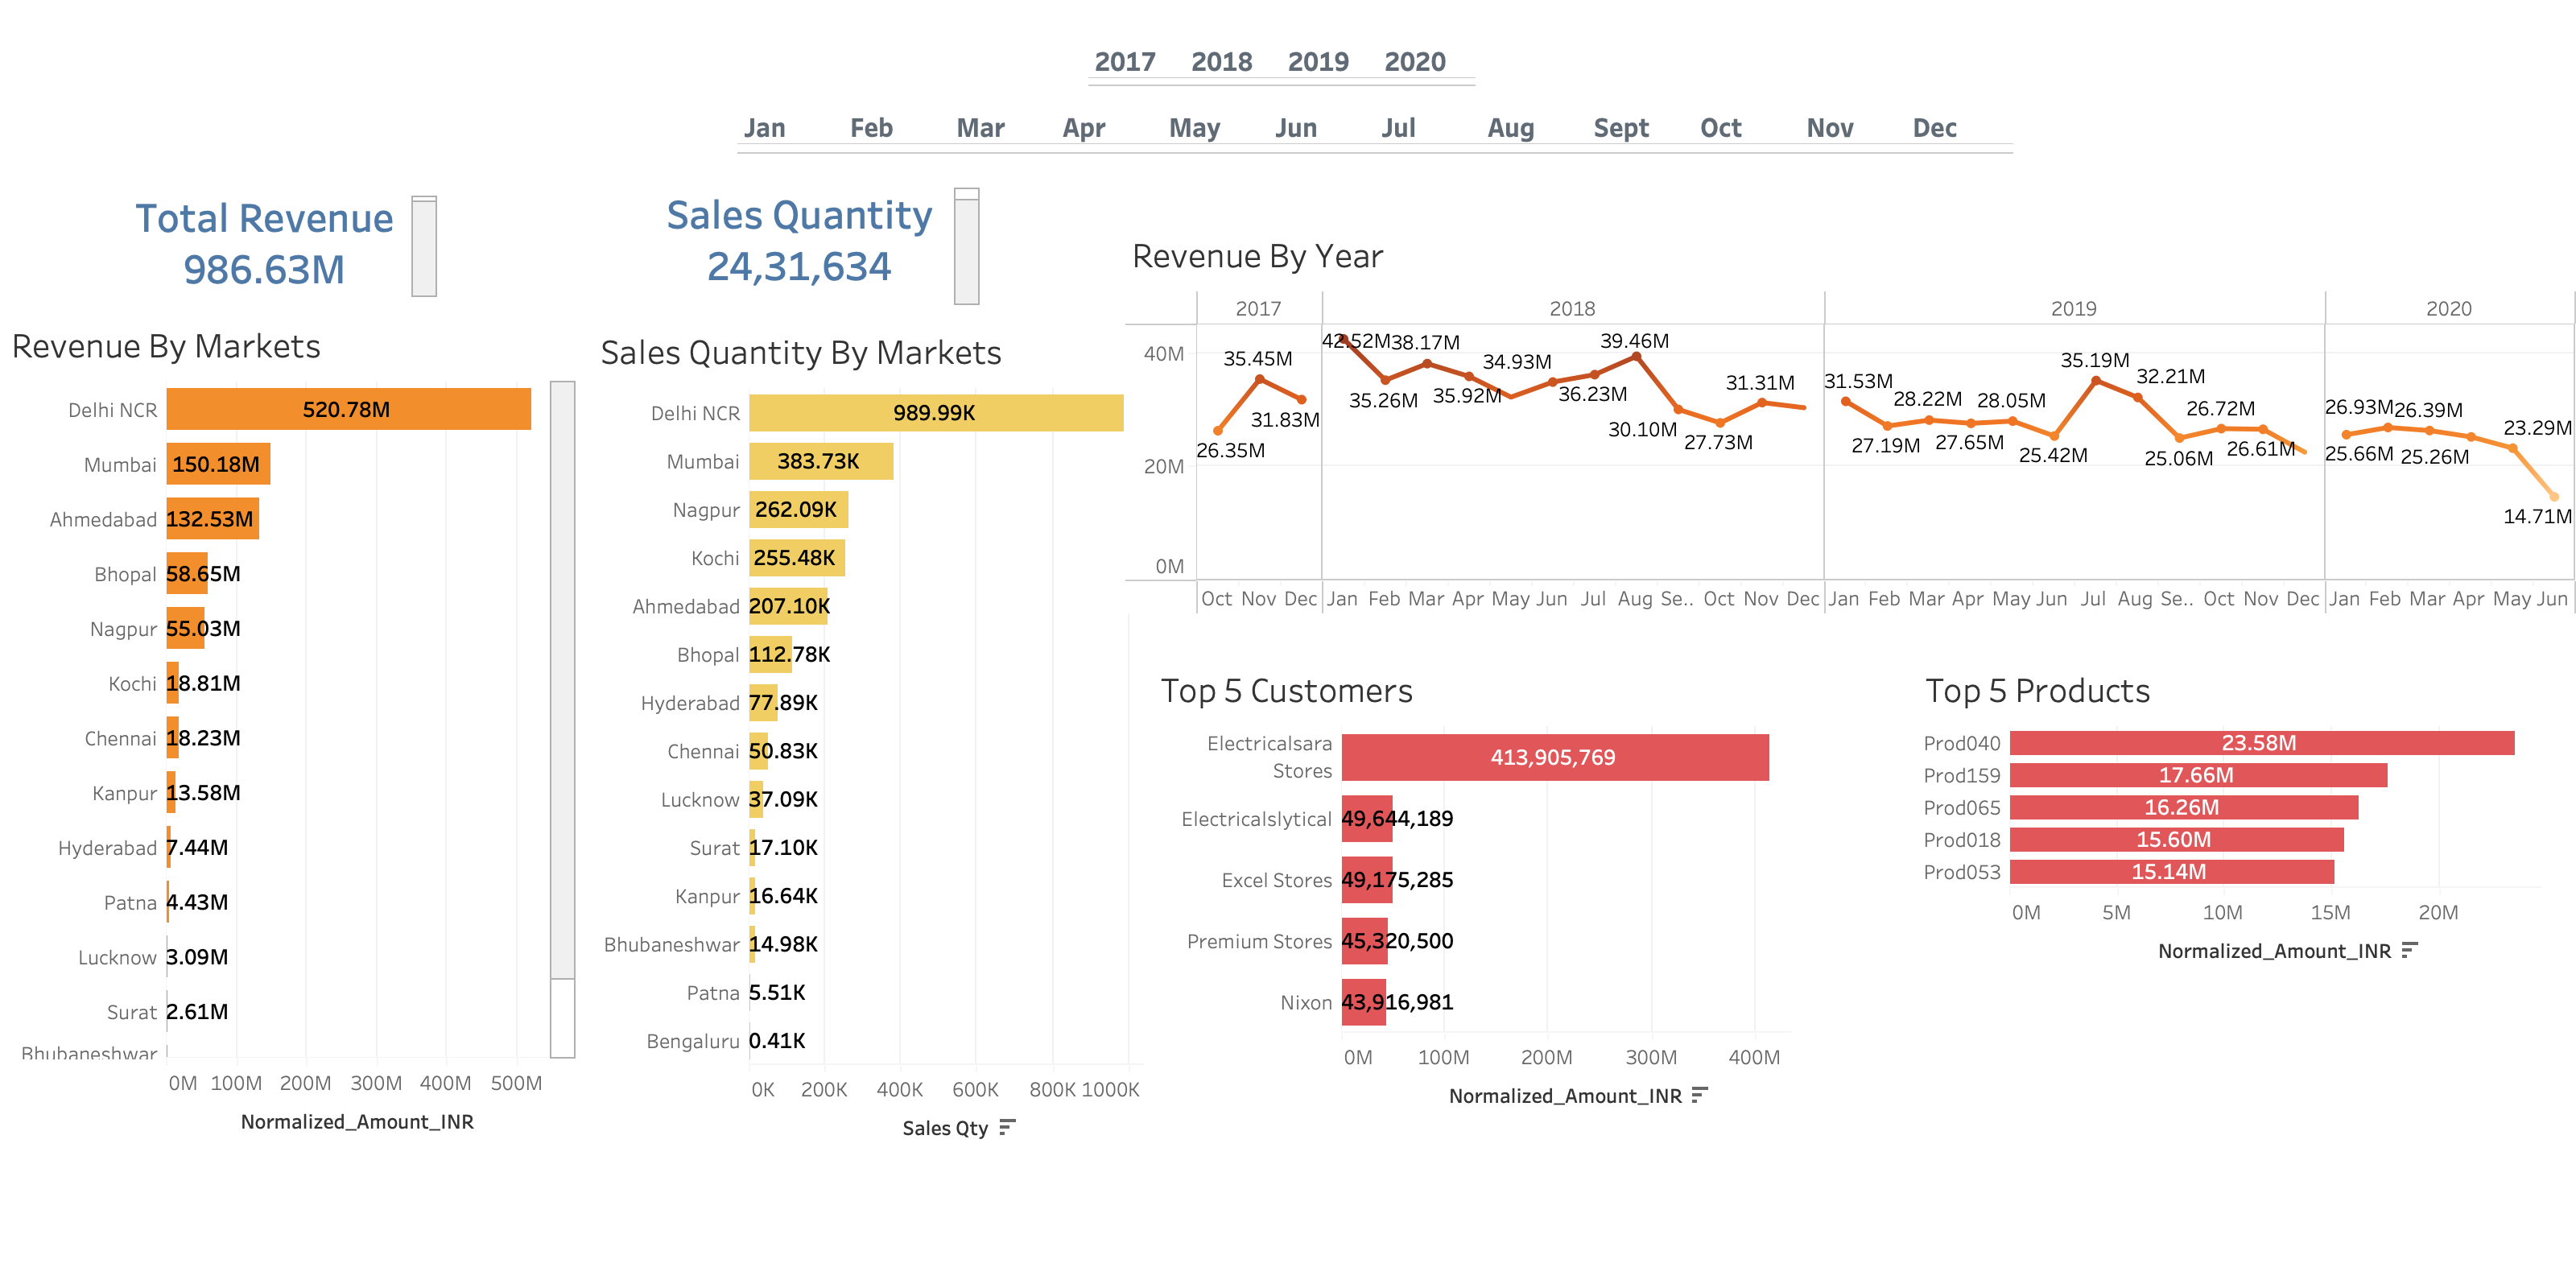 2017 2018 2019 2020
Jan Feb Mar Apr May Jun Jul Aug Sept Oct Nov Dec
Total Revenue
986.63M
Sales Quantity
24,31,634
Revenue By Markets
Delhi NCR 520.78M
Mumbai 150.18M
Ahmedabad 132.53M
Bhopal 58.65M
Nagpur 55.03M
Kochi 18.81M
Chennai 18.23M
Kanpur 13.58M
Hyderabad 7.44M
Patna 4.43M
Lucknow 3.09M
Surat 2.61M
Bhubaneshwar
0M 100M 200M 300M 400M 500M
Normalized_Amount_INR
Sales Quantity By Markets
Delhi NCR 989.99K
Mumbai 383.73K
Nagpur 262.09K
Kochi 255.48K
Ahmedabad 207.10K
Bhopal 112.78K
Hyderabad 77.89K
Chennai 50.83K
Lucknow 37.09K
Surat 17.10K
Kanpur 16.64K
Bhubaneshwar 14.98K
Patna 5.51K
Bengaluru 0.41K
0K 200K 400K 600K 800K 1000K
Sales Qty
Revenue By Year
2017 2018 2019 2020
40M
20M
0M
26.35M 35.45M 31.83M
42.52M 35.26M 38.17M 35.92M 34.93M 36.23M 39.46M 30.10M 27.73M 31.31M
31.53M 27.19M 28.22M 27.65M 28.05M 25.42M 35.19M 32.21M 25.06M 26.72M 26.61M
25.66M 26.93M 26.39M 25.26M 23.29M 14.71M
Oct Nov Dec Jan Feb Mar Apr May Jun Jul Aug Se.. Oct Nov Dec Jan Feb Mar Apr May Jun Jul Aug Se.. Oct Nov Dec Jan Feb Mar Apr May Jun
Top 5 Customers
Electricalsara
Stores 413,905,769
Electricalslytical 49,644,189
Excel Stores 49,175,285
Premium Stores 45,320,500
Nixon 43,916,981
0M 100M 200M 300M 400M
Normalized_Amount_INR
Top 5 Products
Prod040 23.58M
Prod159 17.66M
Prod065 16.26M
Prod018 15.60M
Prod053 15.14M
0M 5M 10M 15M 20M
Normalized_Amount_INR